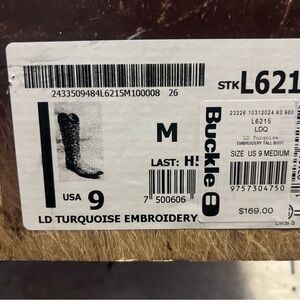 2433509484L6215M100008 26
STK L621
M
LAST: H
USA 9
7 500606
LD TURQUOISE EMBROIDERY
Buckle B
23226 10312024 93 980
L6215
LDQ
LD Turqoise
EMBROIDERY TALL BOOT
SIZE US 9 MEDIUM
9757304750
$169.00